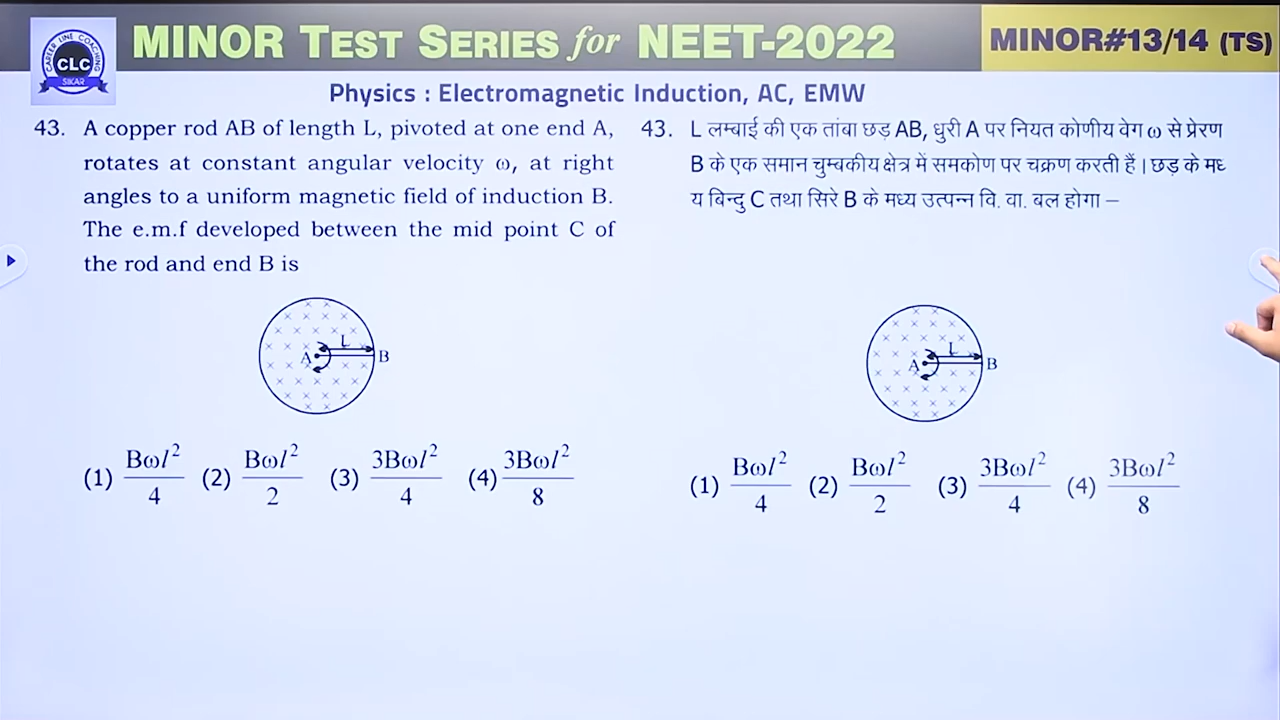 MINOR TEST SERIES for NEET-2022
MINOR#13/14 (TS)
CAREER LINE COACHING
CLC
SIKAR
Physics : Electromagnetic Induction, AC, EMW
43. A copper rod AB of length L, pivoted at one end A,
rotates at constant angular velocity ω, at right
angles to a uniform magnetic field of induction B.
The e.m.f developed between the mid point C of
the rod and end B is
A L B
(1) Bωl²/4 (2) Bωl²/2 (3) 3Bωl²/4 (4) 3Bωl²/8
43. L लम्बाई की एक तांबा छड़ AB, धुरी A पर नियत कोणीय वेग ω से प्रेरण
B के एक समान चुम्बकीय क्षेत्र में समकोण पर चक्रण करती हैं। छड़ के मध्
य बिन्दु C तथा सिरे B के मध्य उत्पन्न वि. वा. बल होगा –
A L B
(1) Bωl²/4 (2) Bωl²/2 (3) 3Bωl²/4 (4) 3Bωl²/8